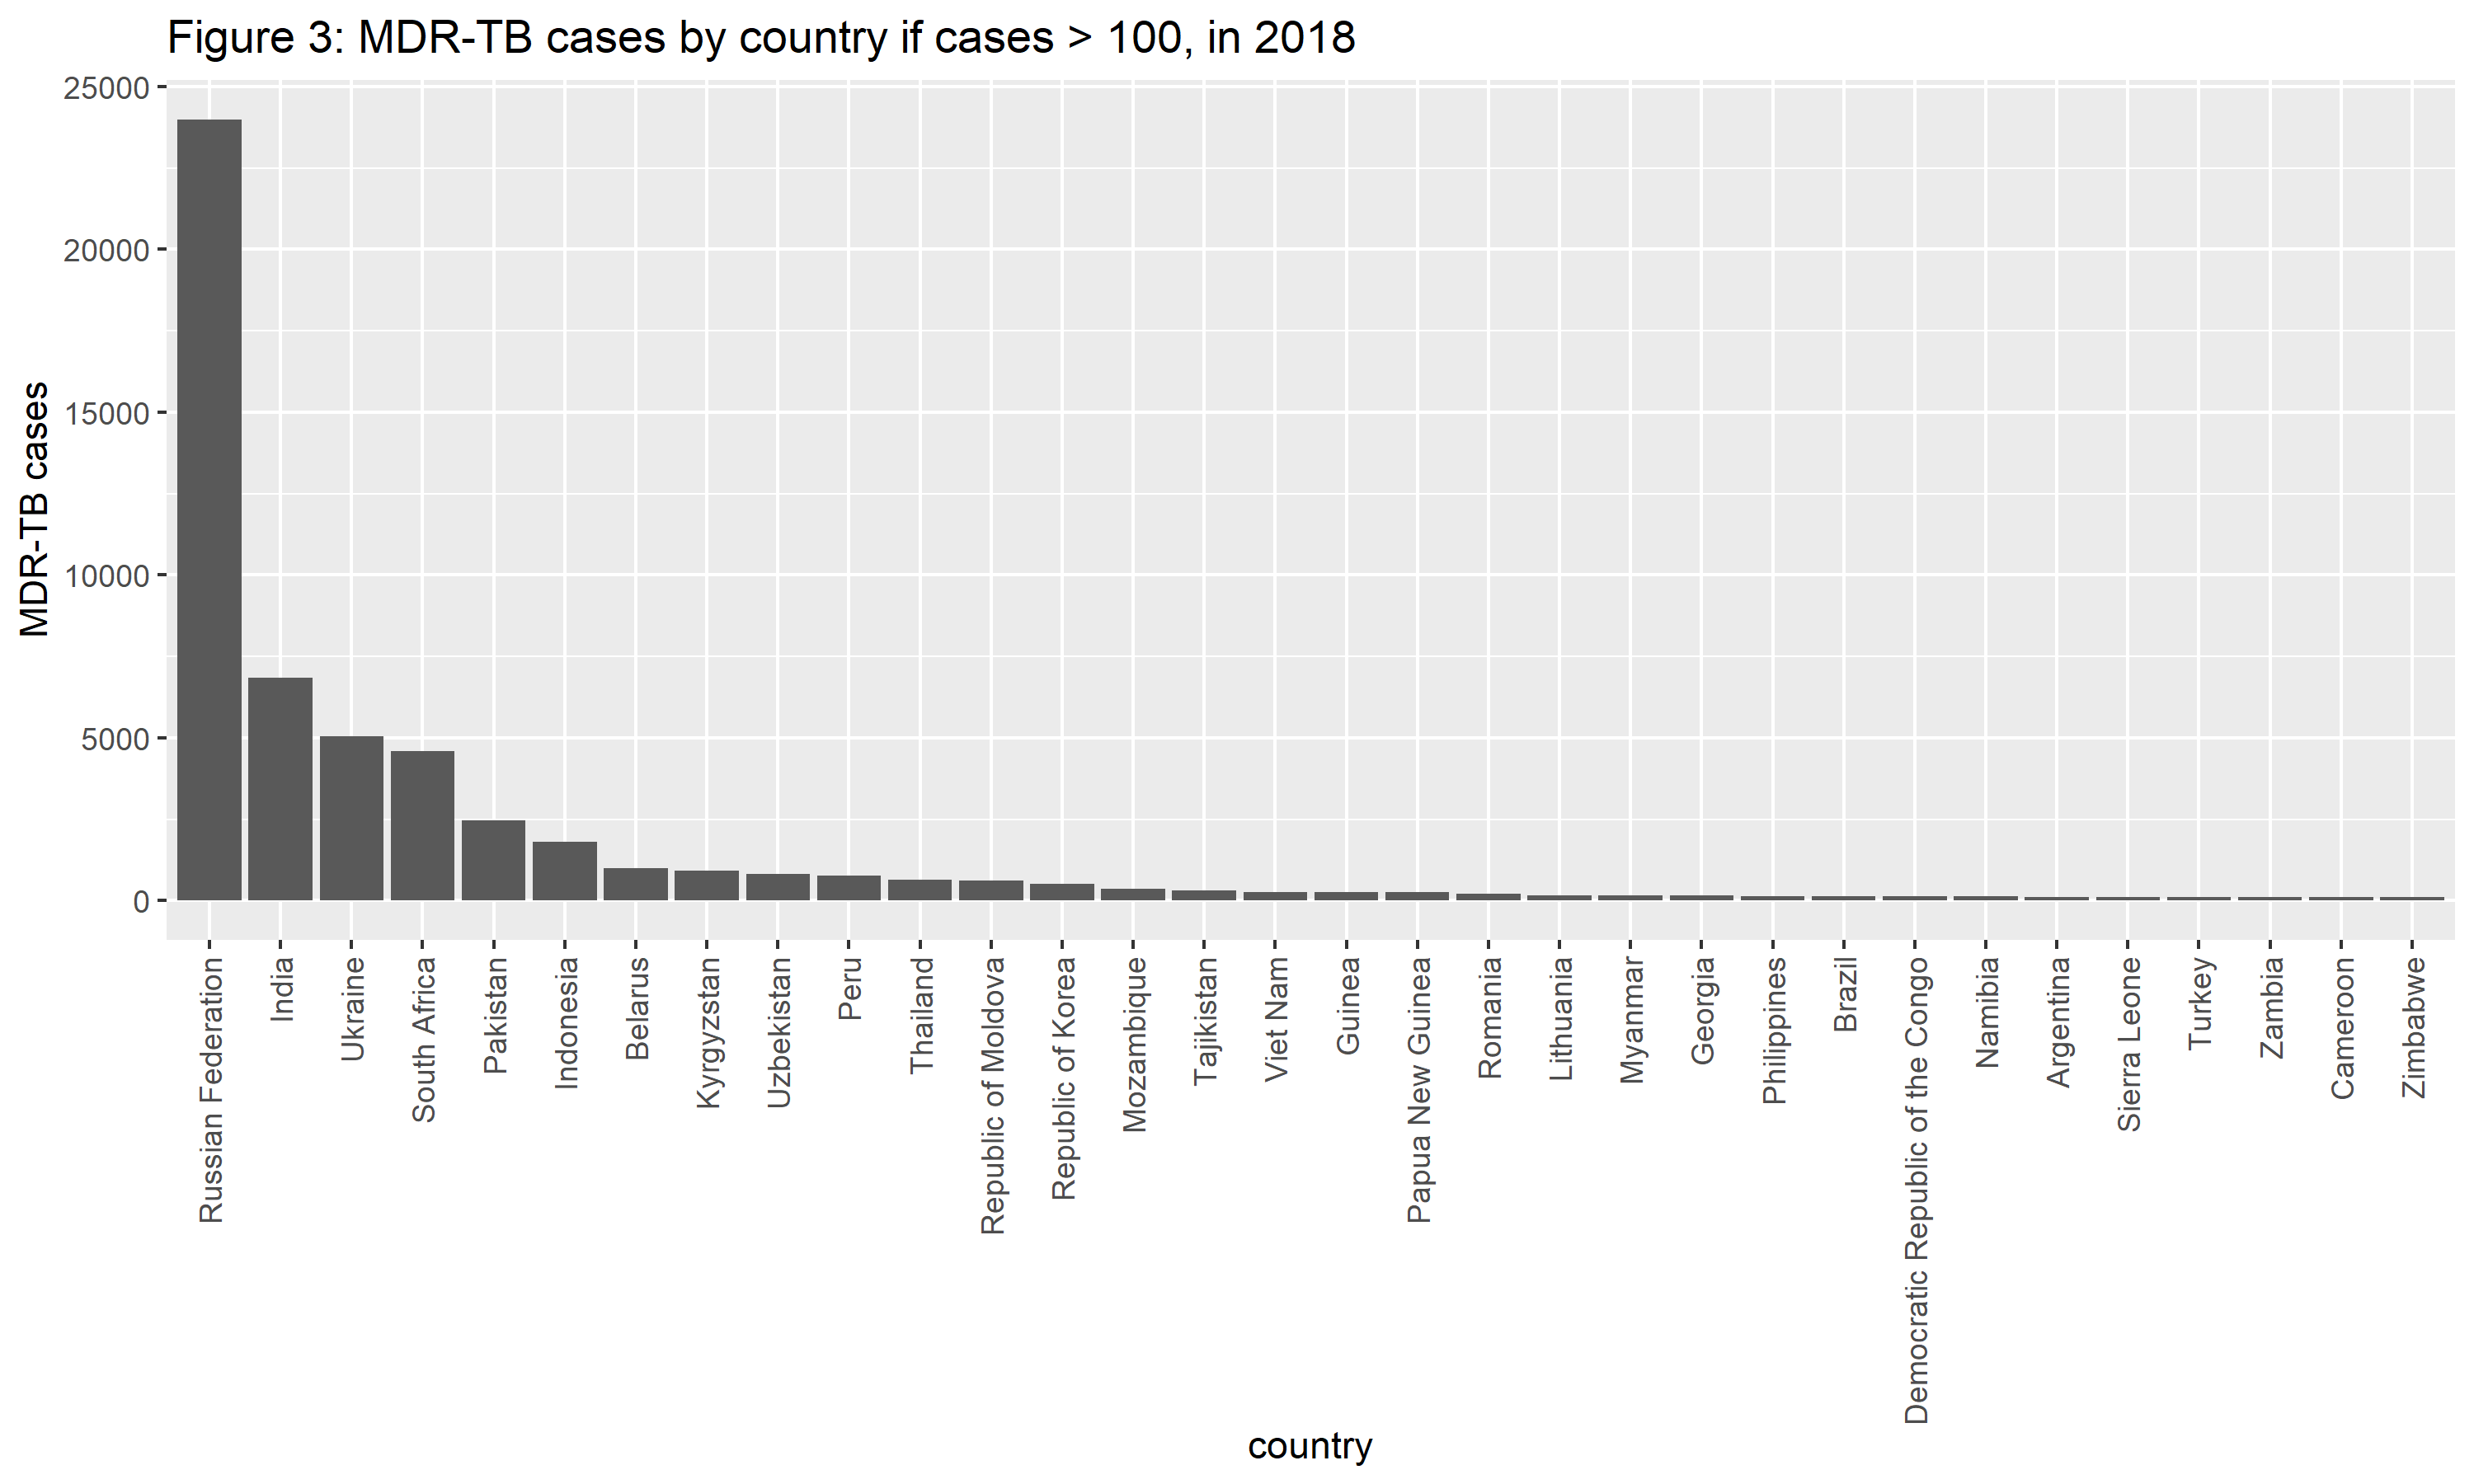 Figure 3: MDR-TB cases by country if cases > 100, in 2018
MDR-TB cases
25000
20000
15000
10000
5000
0
Russian Federation
India
Ukraine
South Africa
Pakistan
Indonesia
Belarus
Kyrgyzstan
Uzbekistan
Peru
Thailand
Republic of Moldova
Republic of Korea
Mozambique
Tajikistan
Viet Nam
Guinea
Papua New Guinea
Romania
Lithuania
Myanmar
Georgia
Philippines
Brazil
Democratic Republic of the Congo
Namibia
Argentina
Sierra Leone
Turkey
Zambia
Cameroon
Zimbabwe
country